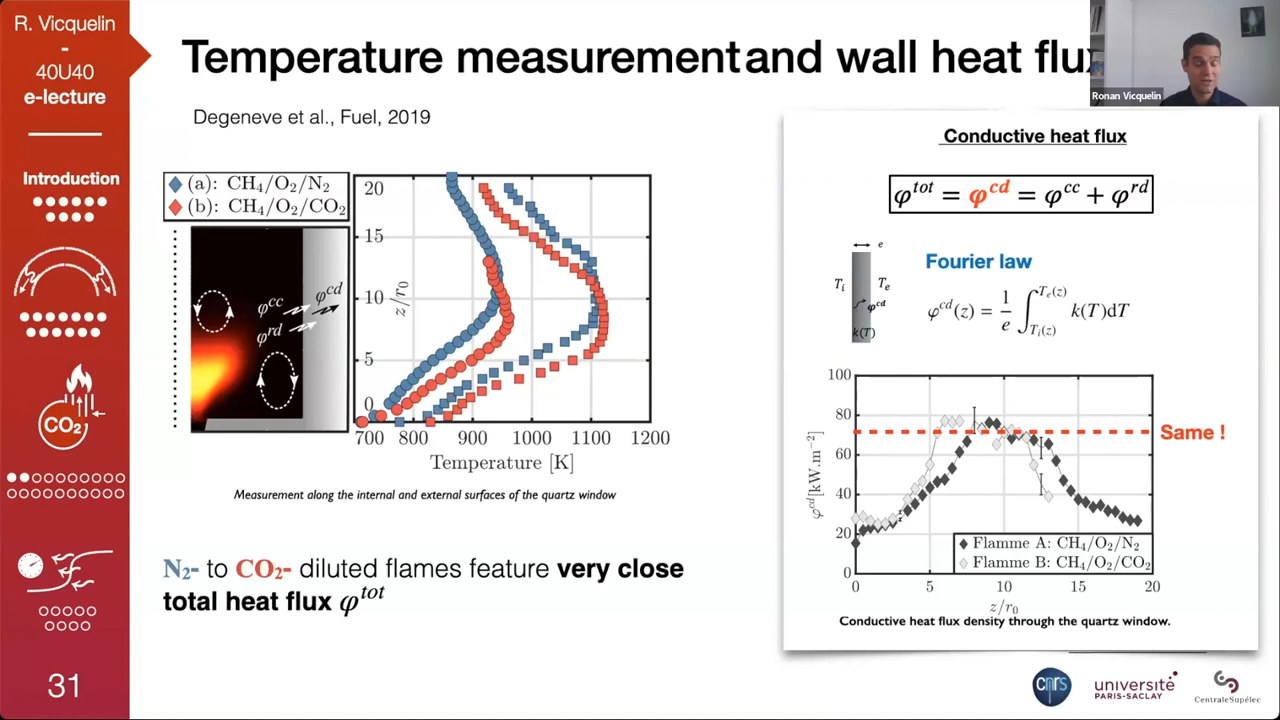 R. Vicquelin
-
40U40
e-lecture
Introduction
CO₂
31
Temperature measurement and wall heat flux
Ronan Vicquelin
Degeneve et al., Fuel, 2019
(a): CH₄/O₂/N₂
(b): CH₄/O₂/CO₂
φ^cc
φ^cd
φ^rd
20
15
10
5
0
z/r₀
700 800 900 1000 1100 1200
Temperature [K]
Measurement along the internal and external surfaces of the quartz window
N₂- to CO₂- diluted flames feature very close
total heat flux φ^tot
Conductive heat flux
φ^tot = φ^cd = φ^cc + φ^rd
e
T_i
T_e
φ^cd
k(T)
Fourier law
φ^cd(z) = 1/e ∫_{T_i(z)}^{T_e(z)} k(T)dT
100
80
60
40
20
0
φ^cd[kW.m⁻²]
Same !
Flamme A: CH₄/O₂/N₂
Flamme B: CH₄/O₂/CO₂
0 5 10 15 20
z/r₀
Conductive heat flux density through the quartz window.
cnrs
université
PARIS-SACLAY
CentraleSupélec